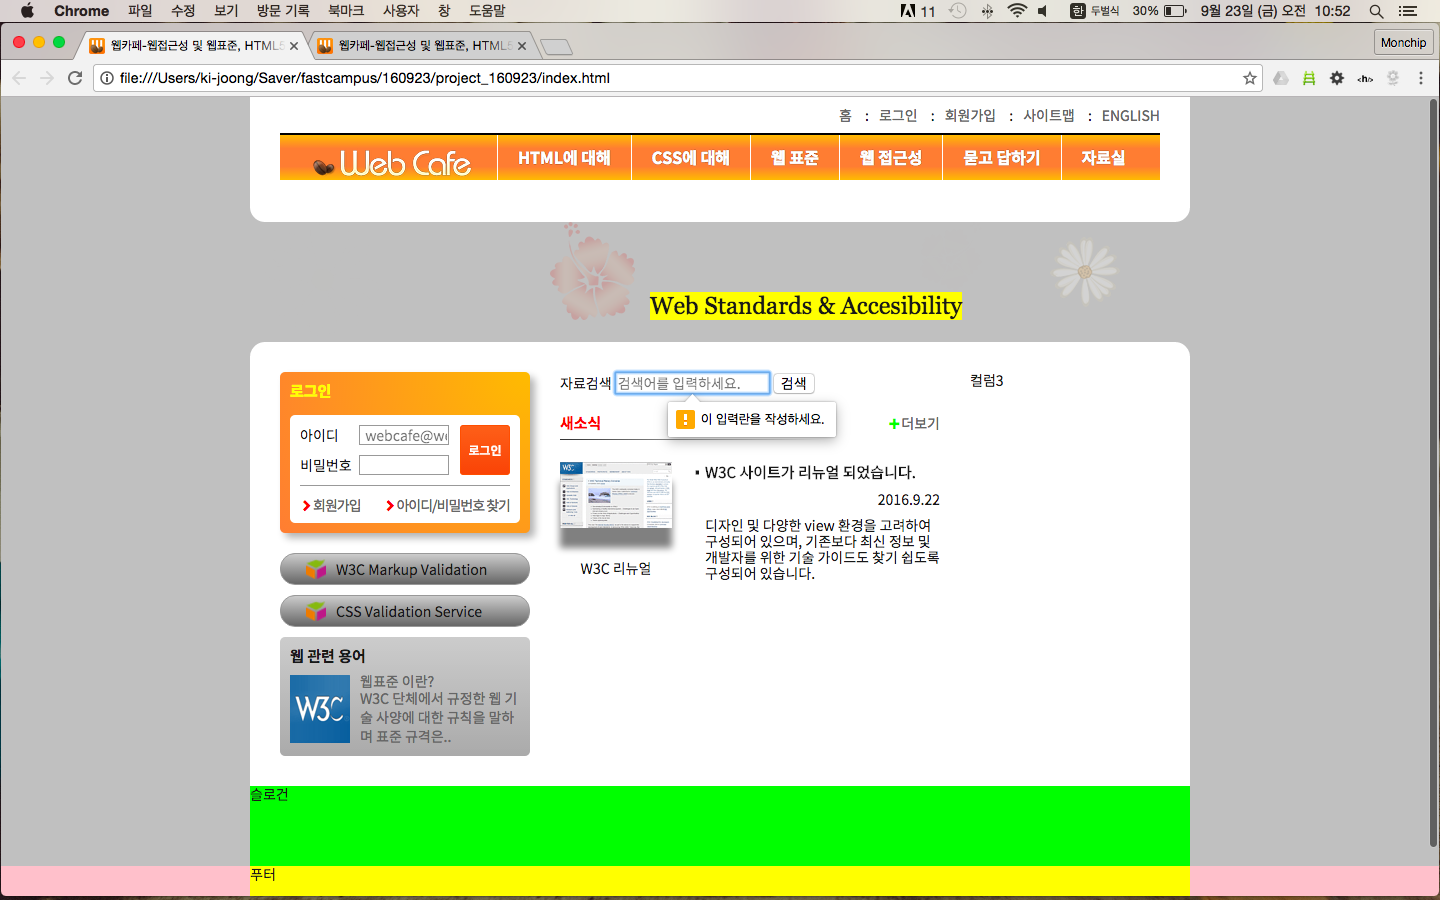 Chrome 파일 수정 보기 방문 기록 북마크 사용자 창 도움말
11 한 두벌식 30% 9월 23일 (금) 오전 10:52
웹카페-웹접근성 및 웹표준, HTML5
웹카페-웹접근성 및 웹표준, HTML5
Monchip
file:///Users/ki-joong/Saver/fastcampus/160923/project_160923/index.html
홈 : 로그인 : 회원가입 : 사이트맵 : ENGLISH
Web Cafe HTML에 대해 CSS에 대해 웹 표준 웹 접근성 묻고 답하기 자료실
Web Standards & Accesibility
로그인
아이디 webcafe@w
비밀번호
로그인
회원가입 아이디/비밀번호 찾기
W3C Markup Validation
CSS Validation Service
웹 관련 용어
W3C
웹표준 이란?
W3C 단체에서 규정한 웹 기
술 사양에 대한 규칙을 말하
며 표준 규격은..
자료검색 검색어를 입력하세요. 검색
이 입력란을 작성하세요.
새소식 +더보기
W3C
W3C 리뉴얼
▪ W3C 사이트가 리뉴얼 되었습니다.
2016.9.22
디자인 및 다양한 view 환경을 고려하여
구성되어 있으며, 기존보다 최신 정보 및
개발자를 위한 기술 가이드도 찾기 쉽도록
구성되어 있습니다.
컬럼3
슬로건
푸터